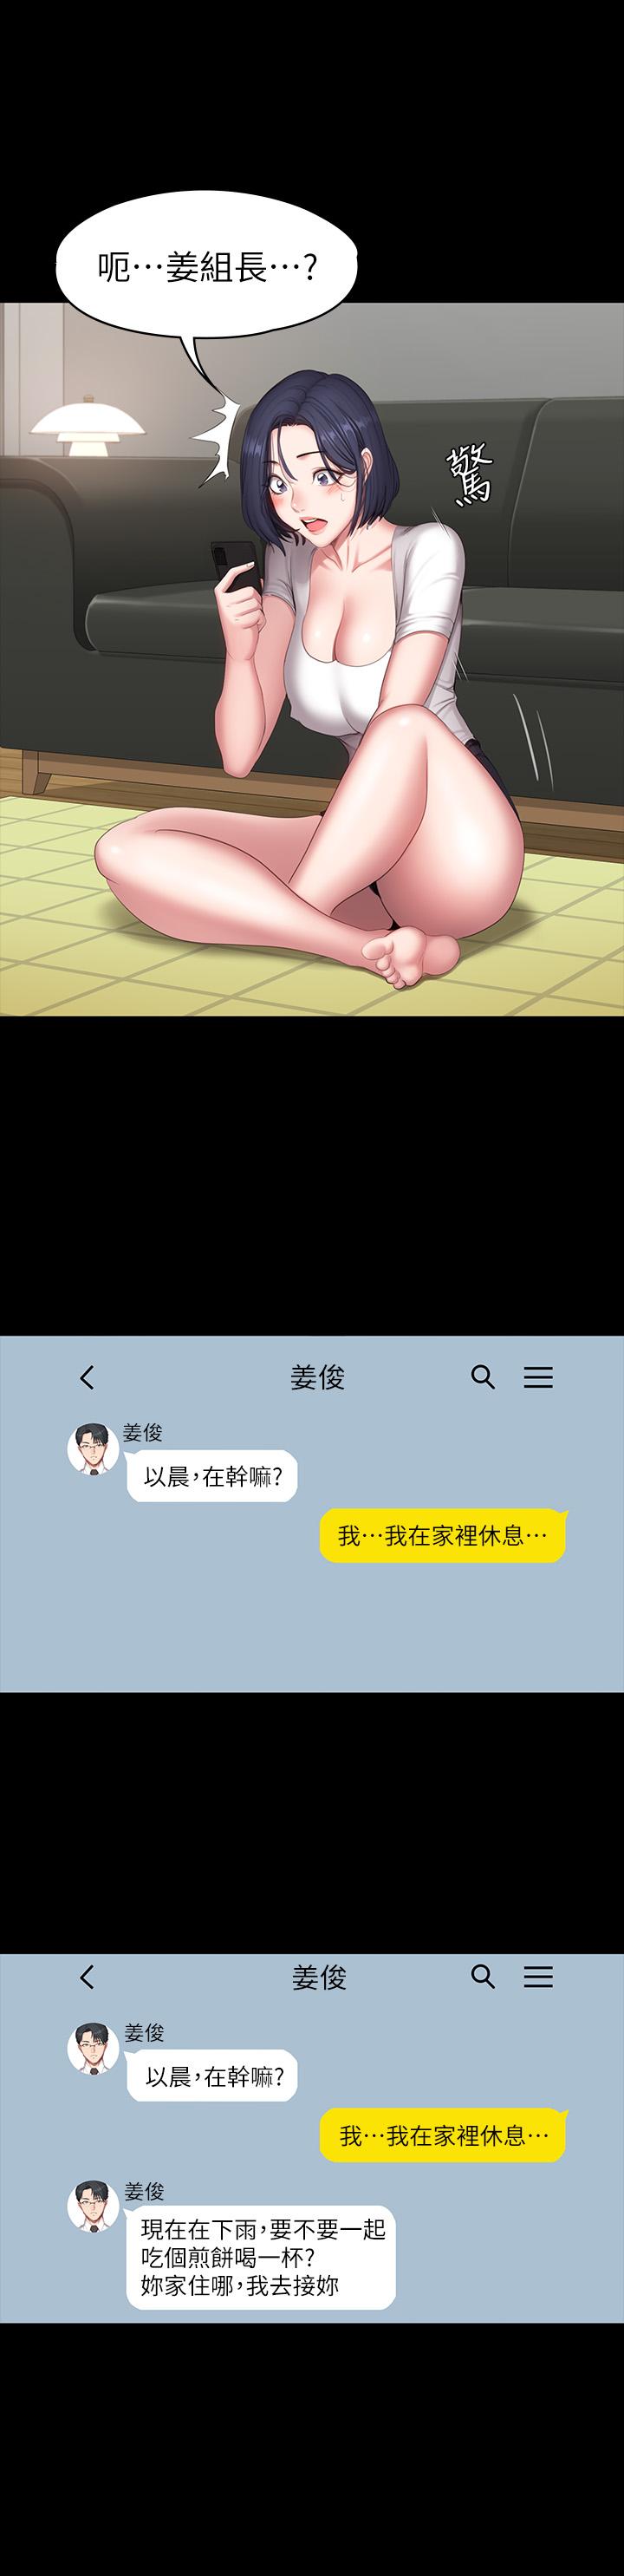 呃⋯姜組長⋯?
驚
姜俊
姜俊
以晨,在幹嘛?
我⋯我在家裡休息⋯
姜俊
姜俊
以晨,在幹嘛?
我⋯我在家裡休息⋯
姜俊
現在在下雨,要不要一起
吃個煎餅喝一杯?
妳家住哪,我去接妳